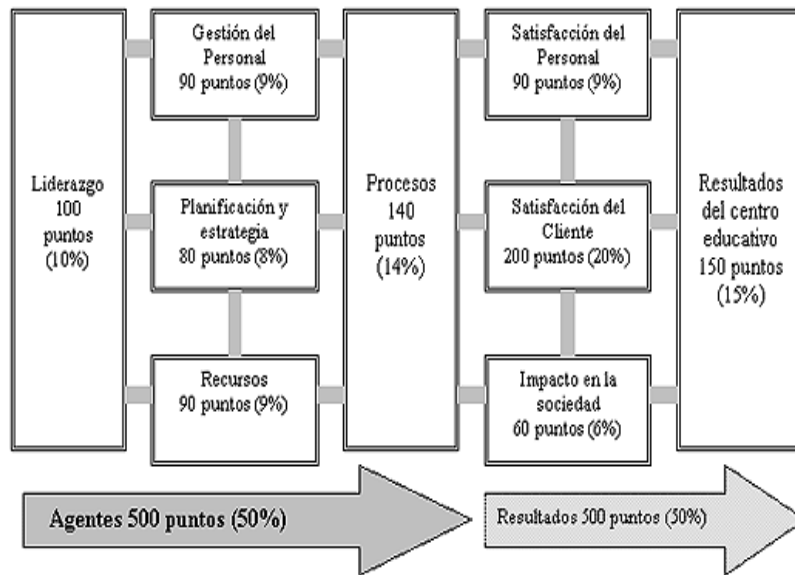 Liderazgo
100
puntos
(10%)
Gestión del
Personal
90 puntos (9%)
Planificación y
estrategia
80 puntos (8%)
Recursos
90 puntos (9%)
Procesos
140
puntos
(14%)
Satisfacción del
Personal
90 puntos (9%)
Satisfacción del
Cliente
200 puntos (20%)
Impacto en la
sociedad
60 puntos (6%)
Resultados
del centro
educativo
150 puntos
(15%)
Agentes 500 puntos (50%)
Resultados 500 puntos (50%)